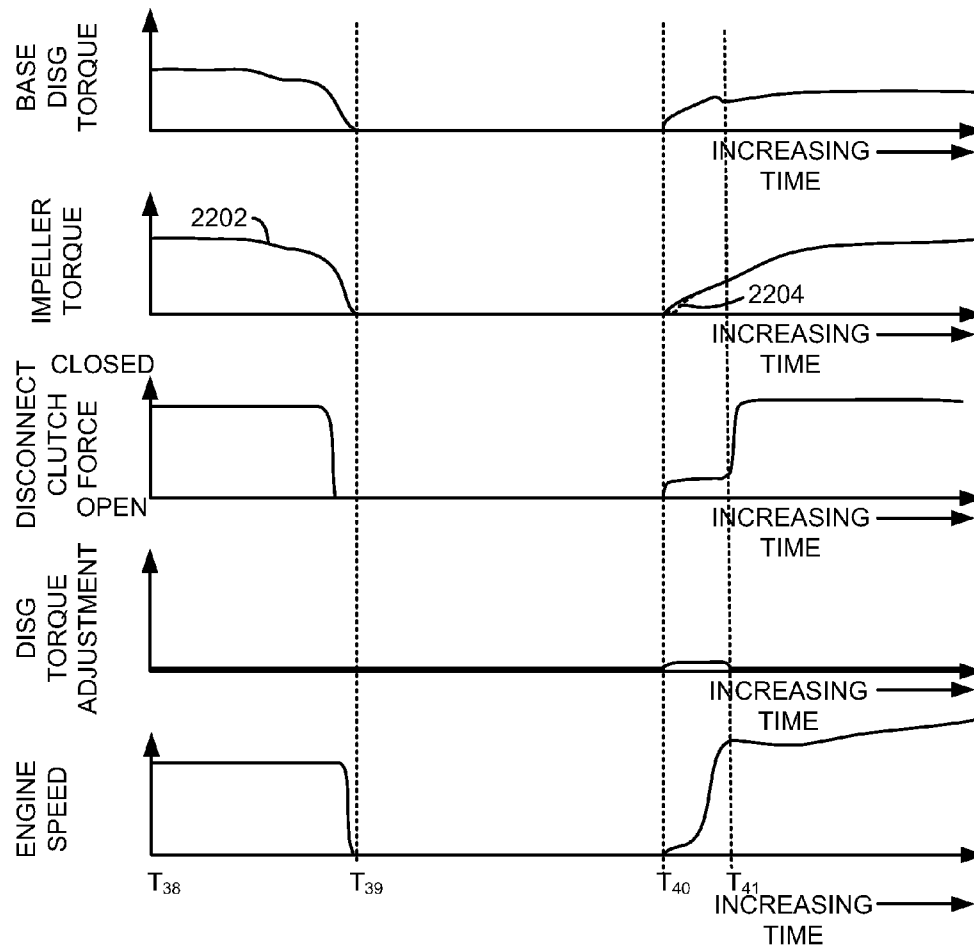 BASE
DISG
TORQUE
INCREASING
TIME
IMPELLER
TORQUE
2202
2204
INCREASING
TIME
DISCONNECT
CLUTCH
FORCE
CLOSED
OPEN
INCREASING
TIME
DISG
TORQUE
ADJUSTMENT
INCREASING
TIME
ENGINE
SPEED
T38
T39
T40
T41
INCREASING
TIME